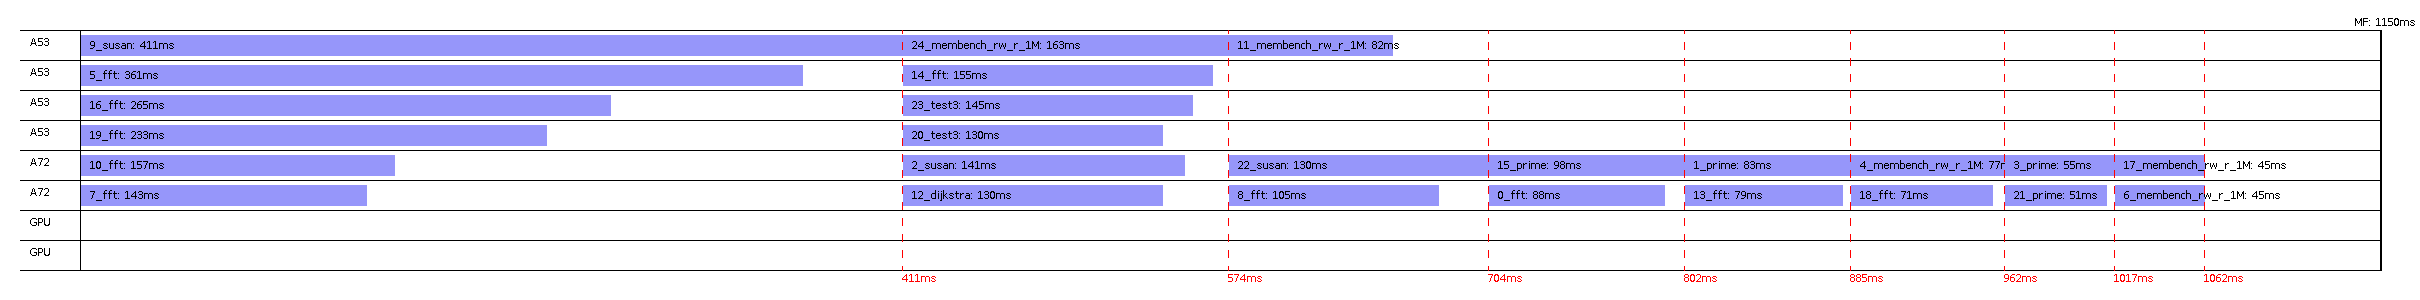 MF: 1150ms
A53 9_susan: 411ms 24_membench_rw_r_1M: 163ms 11_membench_rw_r_1M: 82ms
A53 5_fft: 361ms 14_fft: 155ms
A53 16_fft: 265ms 23_test3: 145ms
A53 19_fft: 233ms 20_test3: 130ms
A72 10_fft: 157ms 2_susan: 141ms 22_susan: 130ms 15_prime: 98ms 1_prime: 83ms 4_membench_rw_r_1M: 77r 3_prime: 55ms 17_membench_rw_r_1M: 45ms
A72 7_fft: 143ms 12_dijkstra: 130ms 8_fft: 105ms 0_fft: 88ms 13_fft: 79ms 18_fft: 71ms 21_prime: 51ms 6_membench_rw_r_1M: 45ms
GPU
GPU
411ms 574ms 704ms 802ms 885ms 962ms 1017ms 1062ms